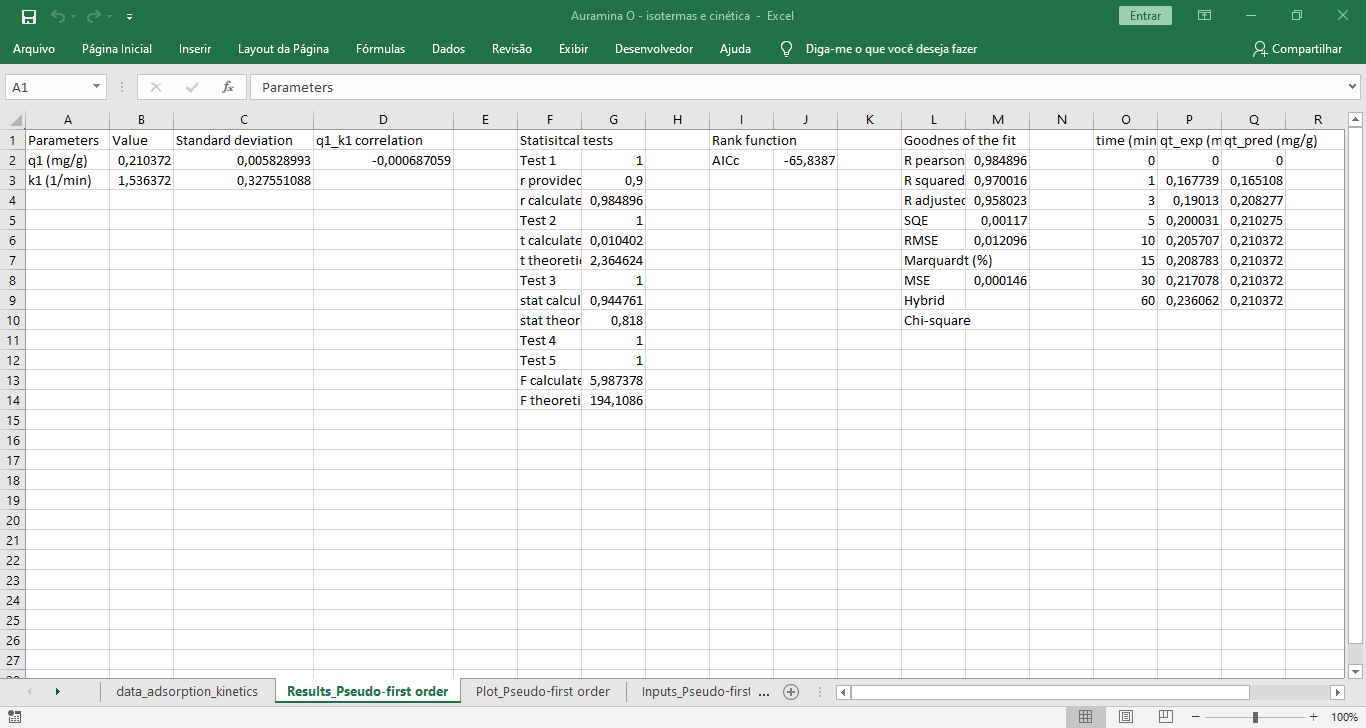 Auramina O - isotermas e cinética - Excel
Entrar
Arquivo Página Inicial Inserir Layout da Página Fórmulas Dados Revisão Exibir Desenvolvedor Ajuda Diga-me o que você deseja fazer Compartilhar
A1 fx Parameters
A B C D E F G H I J K L M N O P Q R
1 Parameters Value Standard deviation q1_k1 correlation Statisitcal tests Rank function Goodnes of the fit time (min qt_exp (m qt_pred (mg/g)
2 q1 (mg/g) 0,210372 0,005828993 -0,000687059 Test 1 1 AICc -65,8387 R pearson 0,984896 0 0 0
3 k1 (1/min) 1,536372 0,327551088 r provided 0,9 R squared 0,970016 1 0,167739 0,165108
4 r calculate 0,984896 R adjusted 0,958023 3 0,19013 0,208277
5 Test 2 1 SQE 0,00117 5 0,200031 0,210275
6 t calculate 0,010402 RMSE 0,012096 10 0,205707 0,210372
7 t theoreti 2,364624 Marquardt (%) 15 0,208783 0,210372
8 Test 3 1 MSE 0,000146 30 0,217078 0,210372
9 stat calcul 0,944761 Hybrid 60 0,236062 0,210372
10 stat theor 0,818 Chi-square
11 Test 4 1
12 Test 5 1
13 F calculate 5,987378
14 F theoreti 194,1086
15
16
17
18
19
20
21
22
23
24
25
26
27
data_adsorption_kinetics Results_Pseudo-first order Plot_Pseudo-first order Inputs_Pseudo-first ...
100%